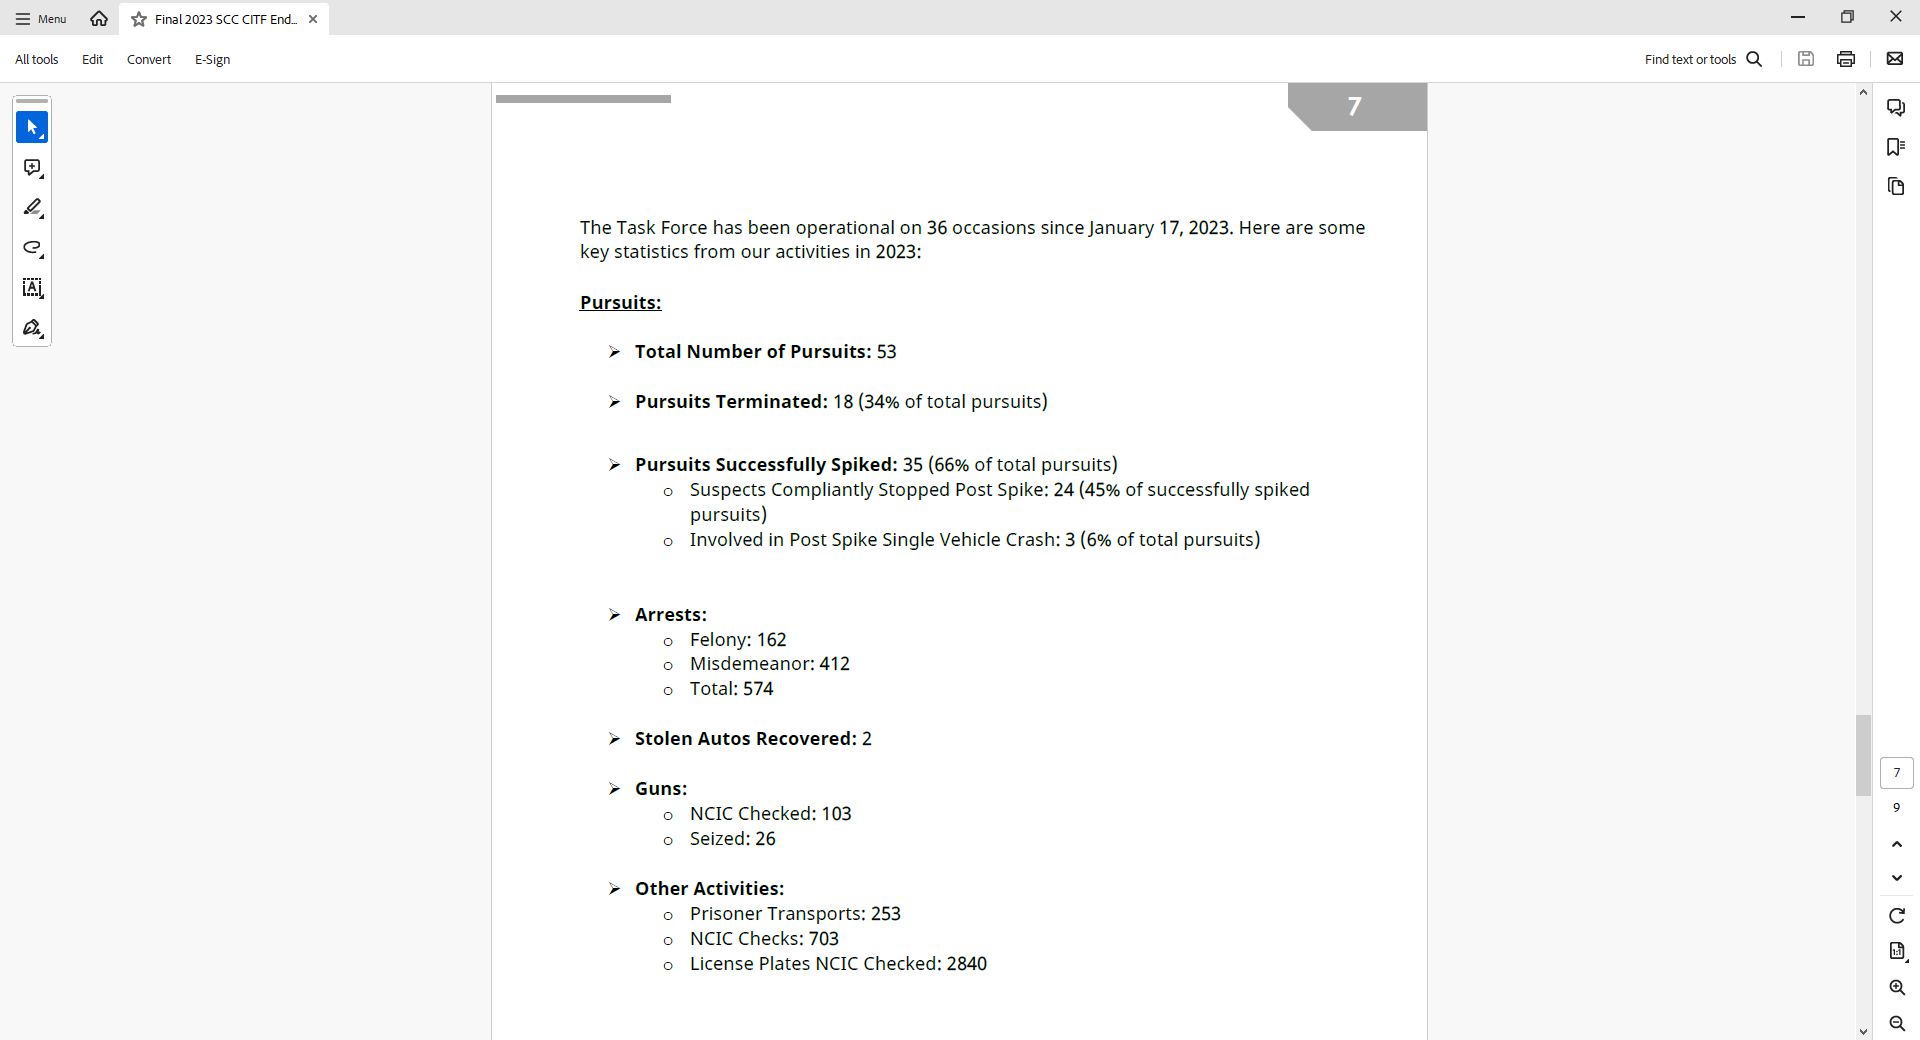 Menu
Final 2023 SCC CITF End...
All tools
Edit
Convert
E-Sign
Find text or tools
7
The Task Force has been operational on 36 occasions since January 17, 2023. Here are some
key statistics from our activities in 2023:
Pursuits:
➢ Total Number of Pursuits: 53
➢ Pursuits Terminated: 18 (34% of total pursuits)
➢ Pursuits Successfully Spiked: 35 (66% of total pursuits)
o Suspects Compliantly Stopped Post Spike: 24 (45% of successfully spiked
pursuits)
o Involved in Post Spike Single Vehicle Crash: 3 (6% of total pursuits)
➢ Arrests:
o Felony: 162
o Misdemeanor: 412
o Total: 574
➢ Stolen Autos Recovered: 2
➢ Guns:
o NCIC Checked: 103
o Seized: 26
➢ Other Activities:
o Prisoner Transports: 253
o NCIC Checks: 703
o License Plates NCIC Checked: 2840
7
9